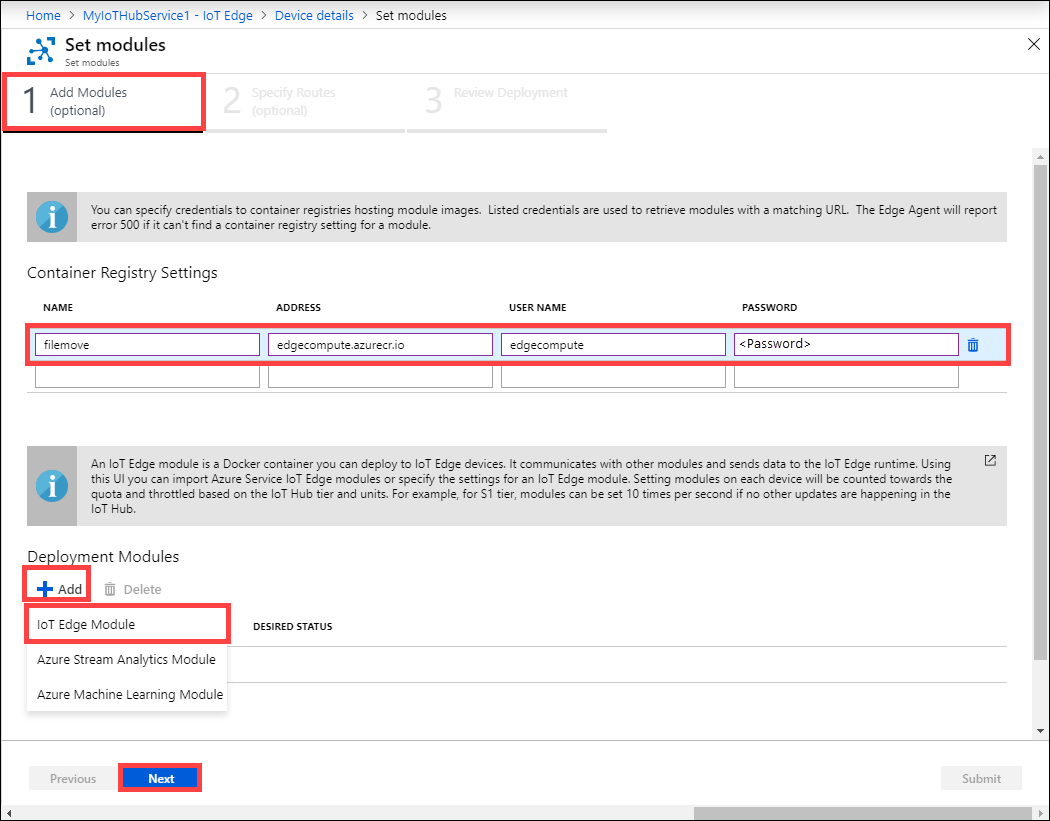 Home > MyIoTHubService1 - IoT Edge > Device details > Set modules
Set modules
Set modules
1 Add Modules
(optional)
2 Specify Routes
(optional)
3 Review Deployment
You can specify credentials to container registries hosting module images. Listed credentials are used to retrieve modules with a matching URL. The Edge Agent will report
error 500 if it can't find a container registry setting for a module.
Container Registry Settings
NAME ADDRESS USER NAME PASSWORD
filemove edgecompute.azurecr.io edgecompute <Password>
An IoT Edge module is a Docker container you can deploy to IoT Edge devices. It communicates with other modules and sends data to the IoT Edge runtime. Using
this UI you can import Azure Service IoT Edge modules or specify the settings for an IoT Edge module. Setting modules on each device will be counted towards the
quota and throttled based on the IoT Hub tier and units. For example, for S1 tier, modules can be set 10 times per second if no other updates are happening in the
IoT Hub.
Deployment Modules
Add Delete
IoT Edge Module DESIRED STATUS
Azure Stream Analytics Module
Azure Machine Learning Module
Previous Next Submit